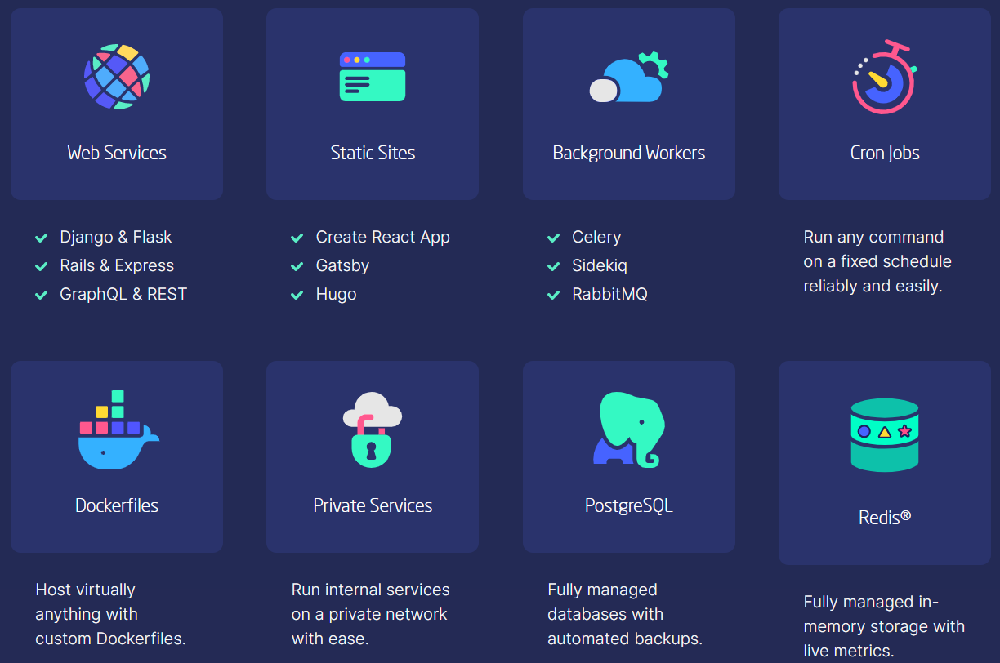 Web Services
Static Sites
Background Workers
Cron Jobs
Django & Flask
Rails & Express
GraphQL & REST
Create React App
Gatsby
Hugo
Celery
Sidekiq
RabbitMQ
Run any command
on a fixed schedule
reliably and easily.
Dockerfiles
Private Services
PostgreSQL
Redis®
Host virtually
anything with
custom Dockerfiles.
Run internal services
on a private network
with ease.
Fully managed
databases with
automated backups.
Fully managed in-
memory storage with
live metrics.